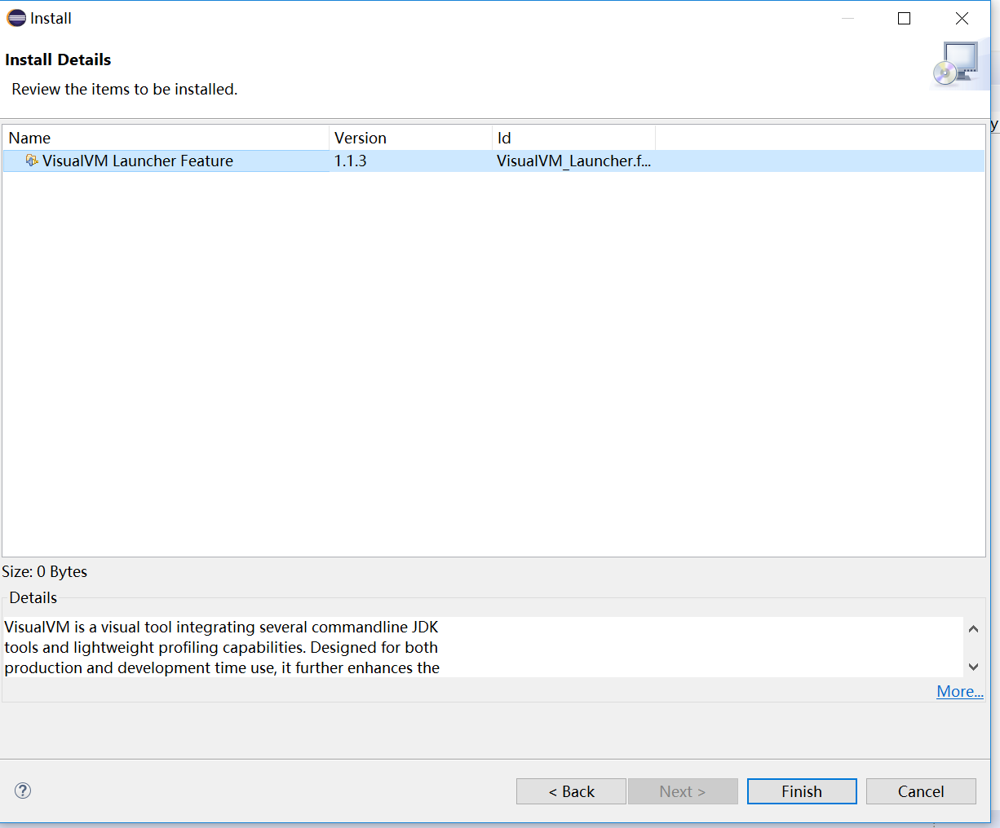 Install
Install Details
Review the items to be installed.
Name Version Id
VisualVM Launcher Feature 1.1.3 VisualVM_Launcher.f...
Size: 0 Bytes
Details
VisualVM is a visual tool integrating several commandline JDK
tools and lightweight profiling capabilities. Designed for both
production and development time use, it further enhances the
More...
< Back Next > Finish Cancel
y